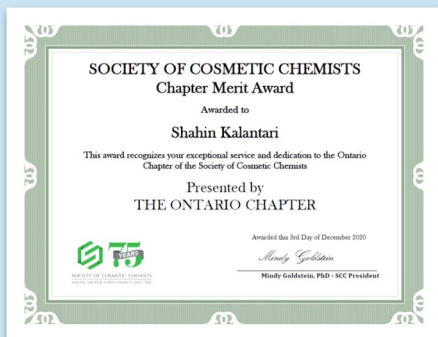 SOCIETY OF COSMETIC CHEMISTS
Chapter Merit Award
Awarded to
Shahin Kalantari
This award recognizes your exceptional service and dedication to the Ontario
Chapter of the Society of Cosmetic Chemists
Presented by
THE ONTARIO CHAPTER
Awarded this 3rd Day of December 2020
Mindy Goldstein
Mindy Goldstein, PhD - SCC President
75
YEARS
SOCIETY OF COSMETIC CHEMISTS